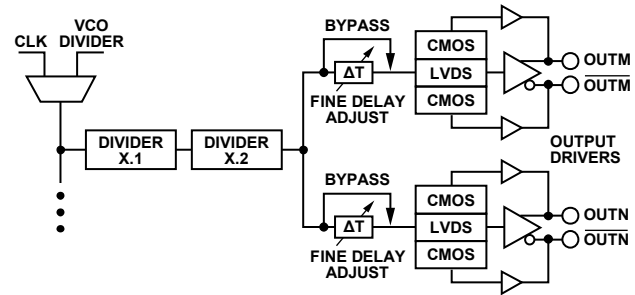 VCO
CLK DIVIDER
DIVIDER
X.1
DIVIDER
X.2
BYPASS
ΔT
FINE DELAY
ADJUST
CMOS
LVDS
CMOS
OUTM
OUTM
OUTPUT
DRIVERS
BYPASS
ΔT
FINE DELAY
ADJUST
CMOS
LVDS
CMOS
OUTN
OUTN